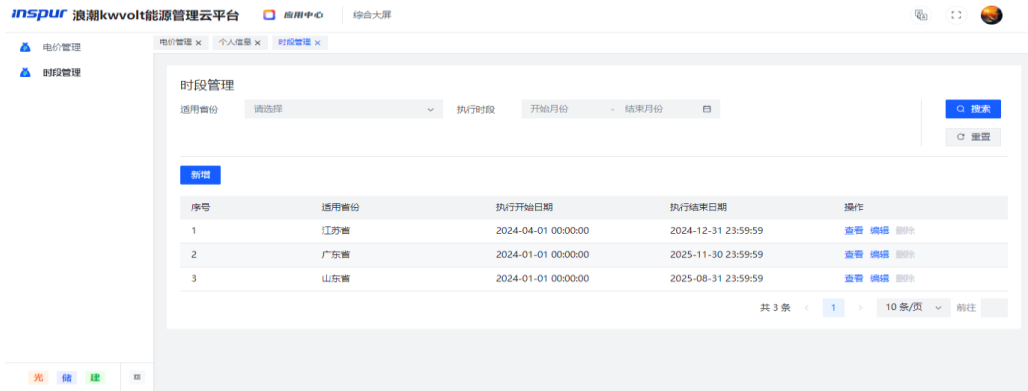 inspur 浪潮kwvolt能源管理云平台 应用中心 综合大屏
电价管理
时段管理
电价管理 × 个人信息 × 时段管理 ×
时段管理
适用省份 请选择 执行时段 开始月份 - 结束月份 搜索
重置
新增
序号 适用省份 执行开始日期 执行结束日期 操作
1 江苏省 2024-04-01 00:00:00 2024-12-31 23:59:59 查看 编辑 删除
2 广东省 2024-01-01 00:00:00 2025-11-30 23:59:59 查看 编辑 删除
3 山东省 2024-01-01 00:00:00 2025-08-31 23:59:59 查看 编辑 删除
共 3 条 < 1 > 10 条/页 前往
光 储 建